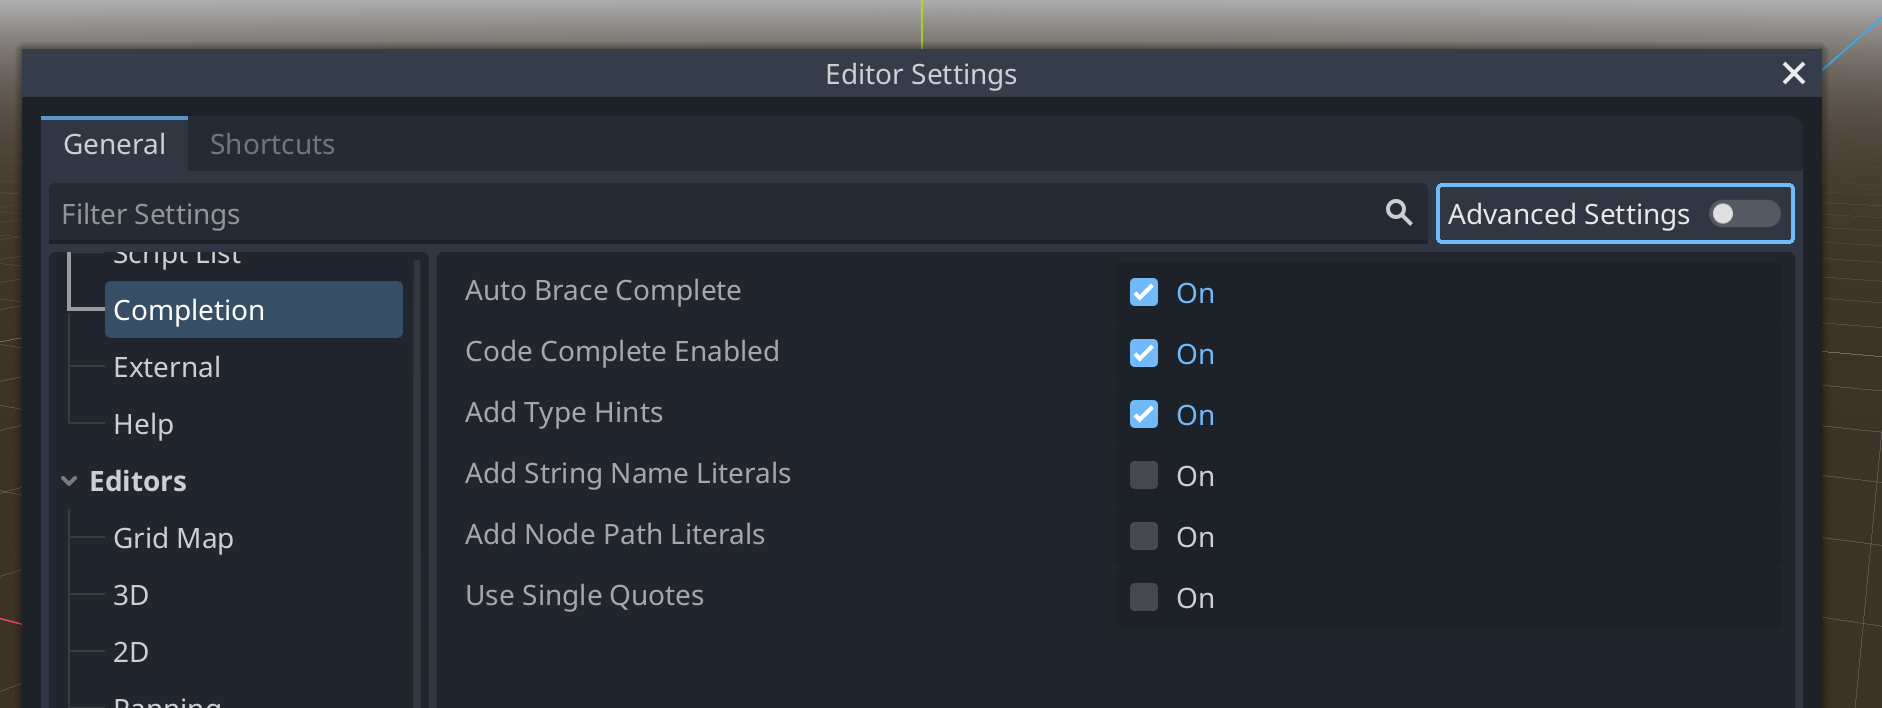 Editor Settings
General Shortcuts
Filter Settings
Advanced Settings
Script List
Completion
External
Help
Editors
Grid Map
3D
2D
Panning
Auto Brace Complete On
Code Complete Enabled On
Add Type Hints On
Add String Name Literals On
Add Node Path Literals On
Use Single Quotes On